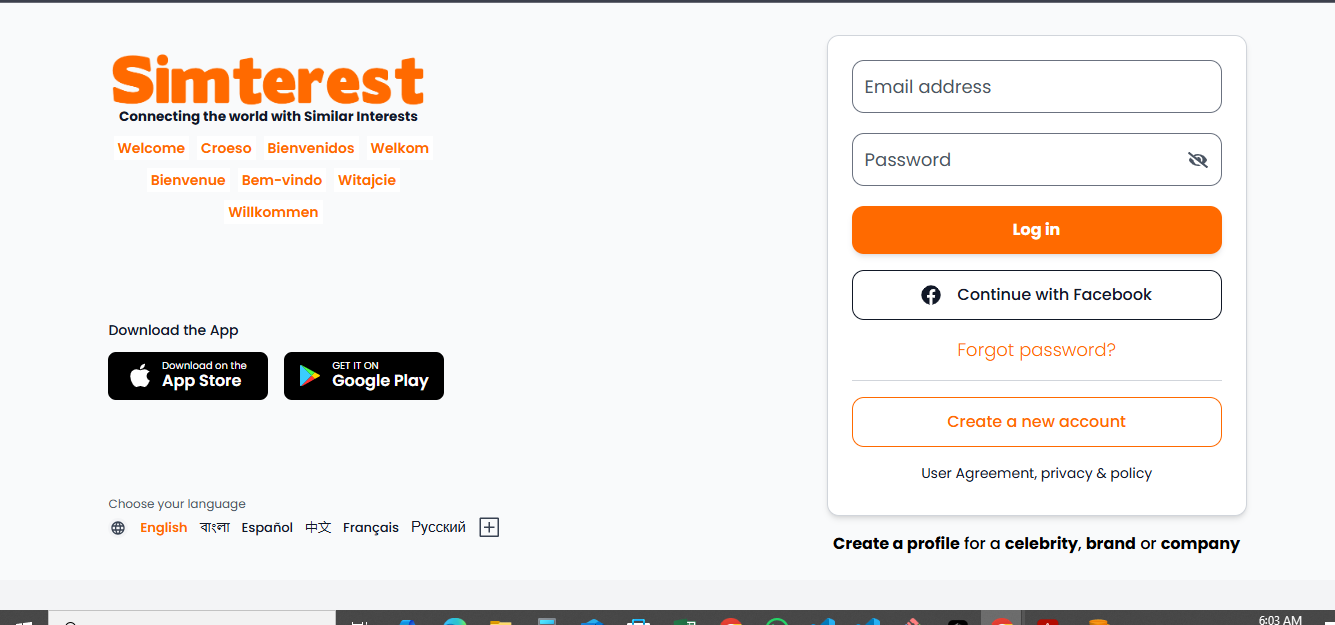 Simterest
Connecting the world with Similar Interests
Welcome Croeso Bienvenidos Welkom
Bienvenue Bem-vindo Witajcie
Willkommen
Download the App
Download on the
App Store
GET IT ON
Google Play
Choose your language
English বাংলা Español 中文 Français Русский
Email address
Password
Log in
Continue with Facebook
Forgot password?
Create a new account
User Agreement, privacy & policy
Create a profile for a celebrity, brand or company
6:03 AM